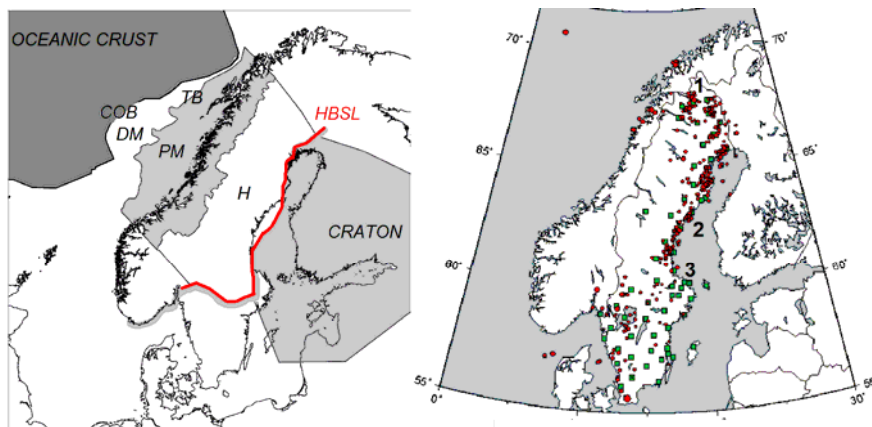 OCEANIC CRUST
TB
COB
DM
HBSL
PM
H
CRATON
70°
70°
1
65°
65°
2
3
60°
60°
55°
55°
0°
30°